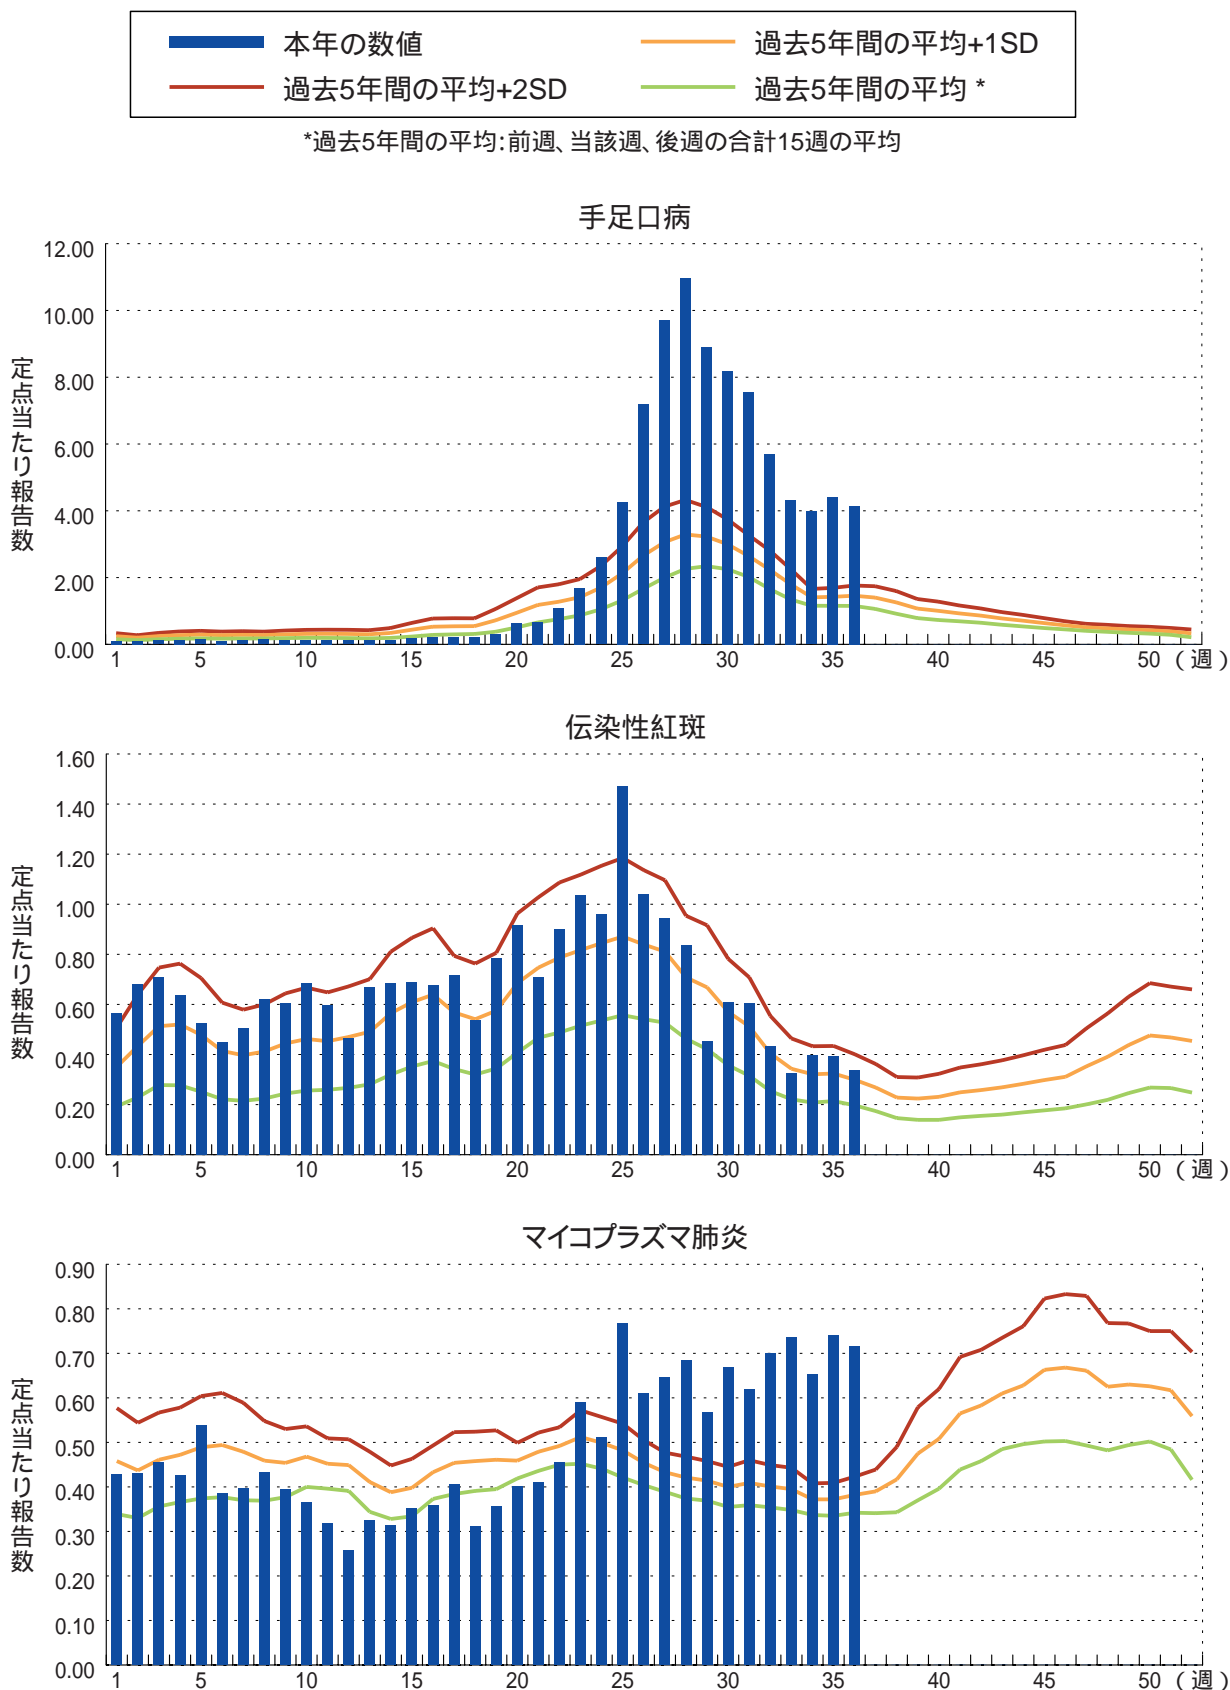 本年の数値
過去5年間の平均+1SD
過去5年間の平均+2SD
過去5年間の平均 *
*過去5年間の平均:前週、当該週、後週の合計15週の平均
手足口病
定点当たり報告数
12.00
10.00
8.00
6.00
4.00
2.00
0.00
1 5 10 15 20 25 30 35 40 45 50 (週)
伝染性紅斑
定点当たり報告数
1.60
1.40
1.20
1.00
0.80
0.60
0.40
0.20
0.00
1 5 10 15 20 25 30 35 40 45 50 (週)
マイコプラズマ肺炎
定点当たり報告数
0.90
0.80
0.70
0.60
0.50
0.40
0.30
0.20
0.10
0.00
1 5 10 15 20 25 30 35 40 45 50 (週)